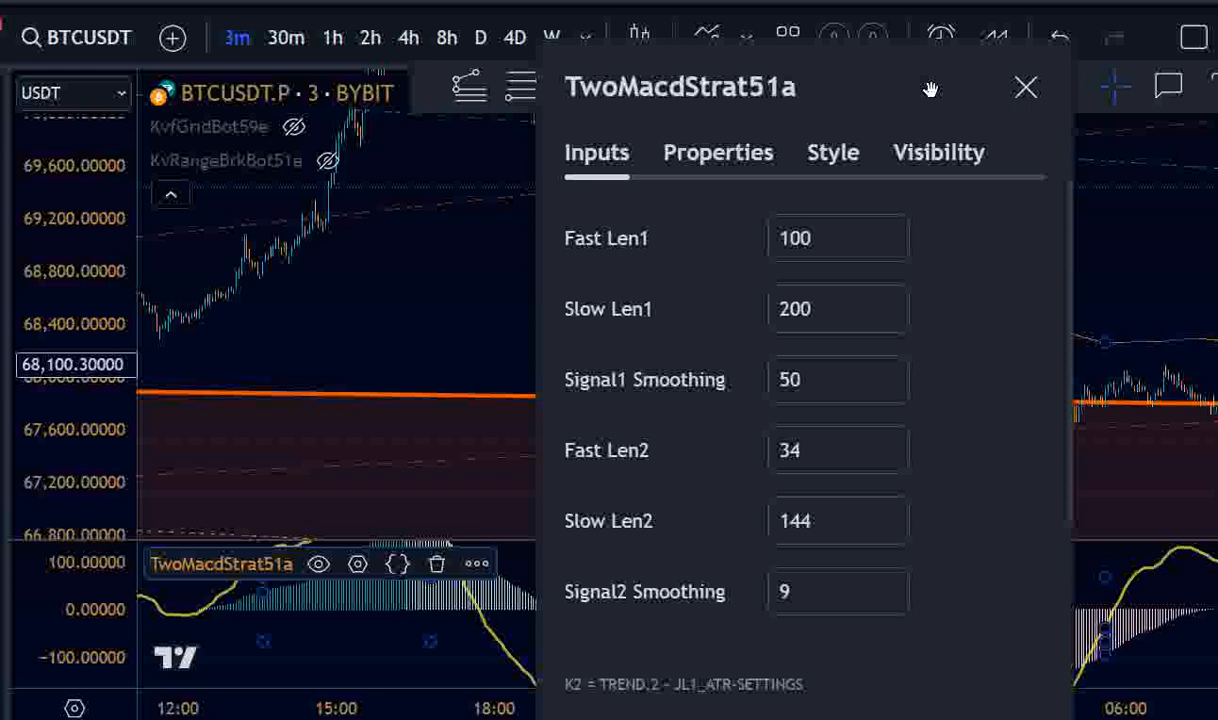 BTCUSDT 3m 30m 1h 2h 4h 8h D 4D W
USDT
BTCUSDT.P · 3 · BYBIT
KvfGridBot59e
KvRangeBrkBot51a
69,600.00000
69,200.00000
68,800.00000
68,400.00000
68,100.30000
67,600.00000
67,200.00000
66,800.00000
TwoMacdStrat51a
100.00000
0.00000
−100.00000
12:00 15:00 18:00
TwoMacdStrat51a
Inputs Properties Style Visibility
Fast Len1 100
Slow Len1 200
Signal1 Smoothing 50
Fast Len2 34
Slow Len2 144
Signal2 Smoothing 9
K2 = TREND.2 - JL1_ATR-SETTINGS
06:00